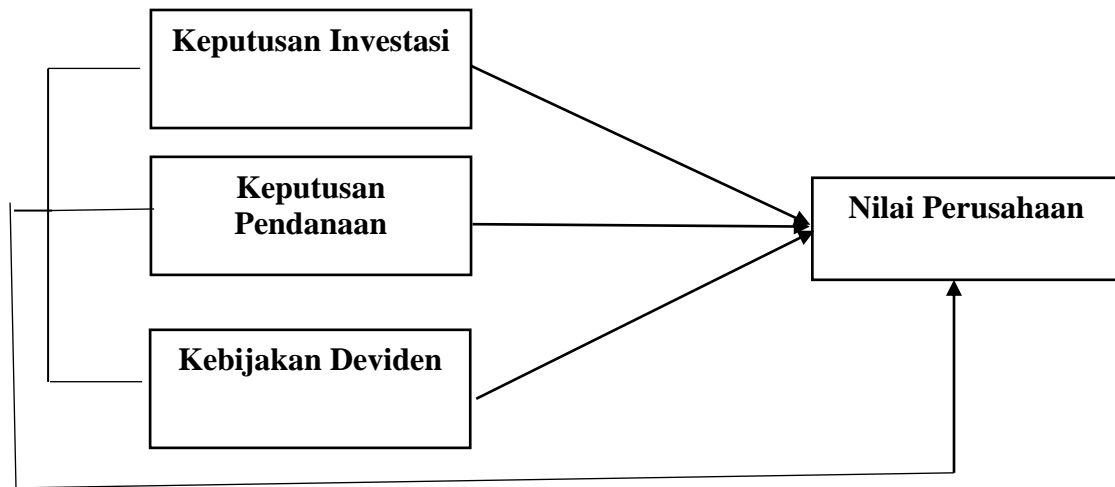 Keputusan Investasi
Keputusan
Pendanaan
Nilai Perusahaan
Kebijakan Deviden